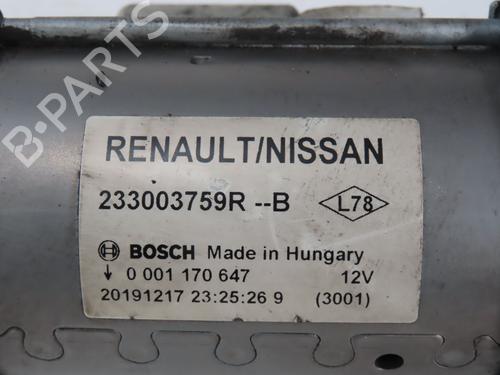 B-PARTS
RENAULT/NISSAN
233003759R --B L78
BOSCH Made in Hungary
↓ 0 001 170 647 12V
20191217 23:25:26 9 (3001)